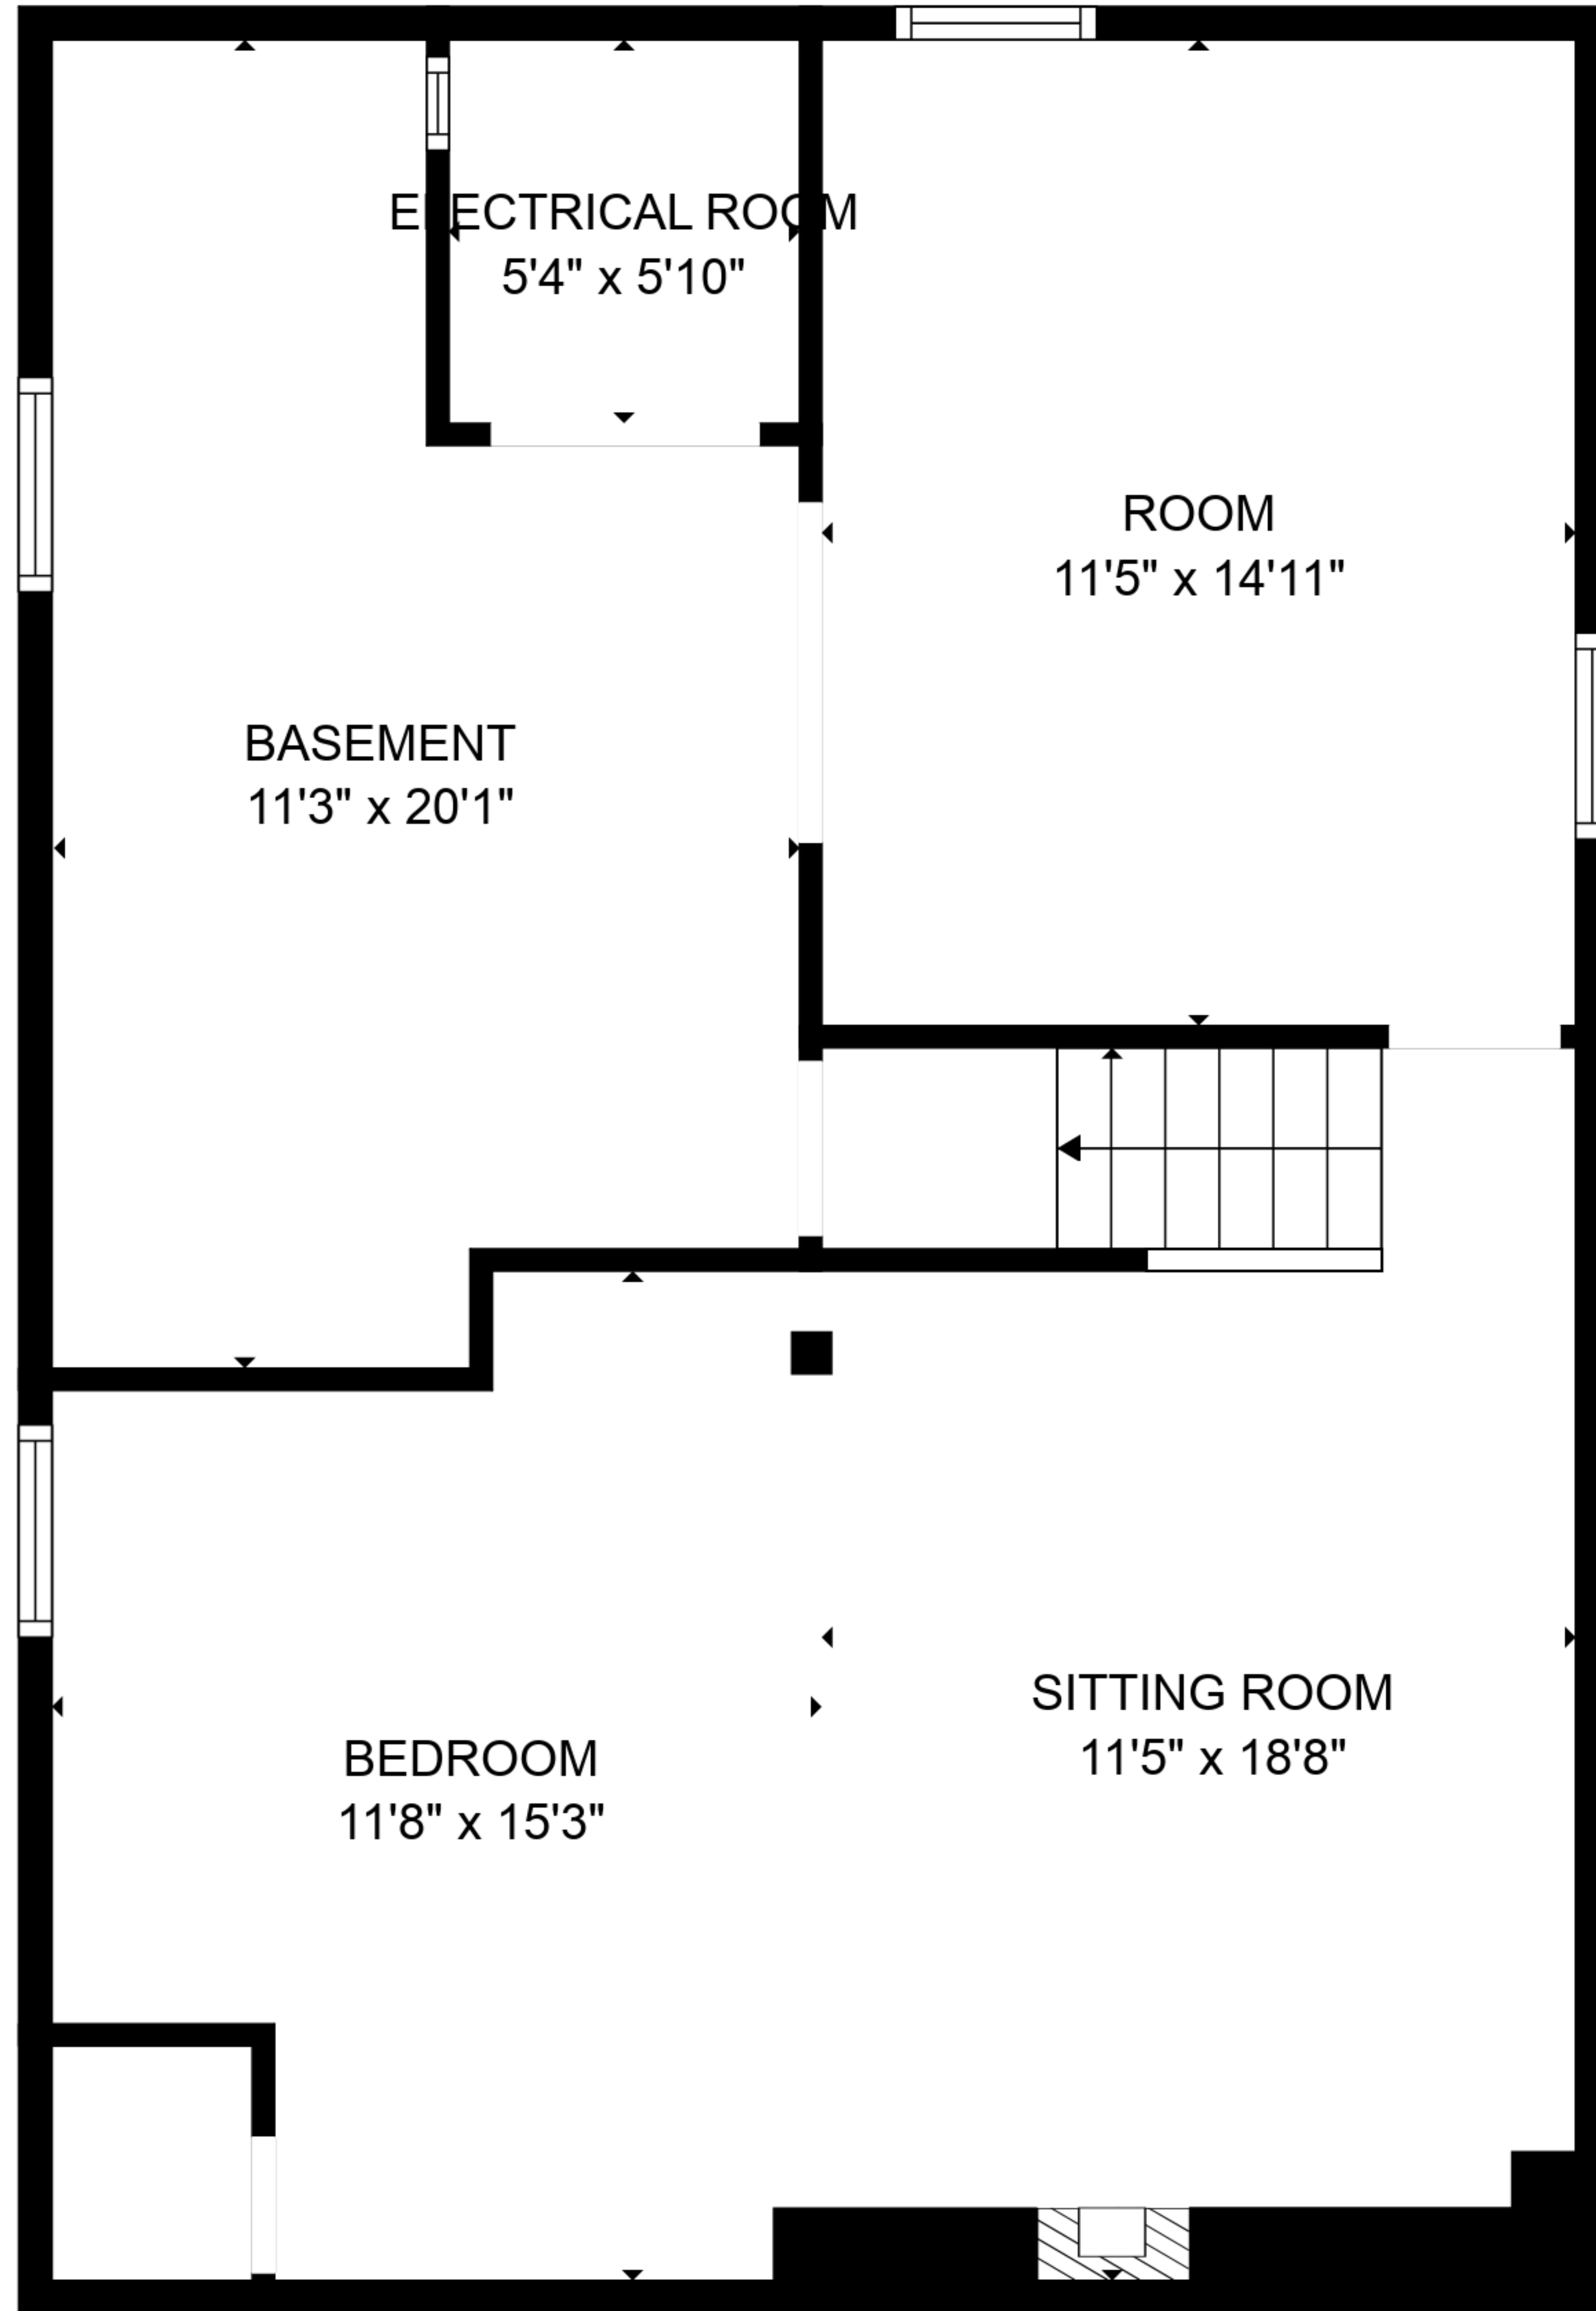 ELECTRICAL ROOM
5'4" x 5'10"
ROOM
11'5" x 14'11"
BASEMENT
11'3" x 20'1"
SITTING ROOM
11'5" x 18'8"
BEDROOM
11'8" x 15'3"